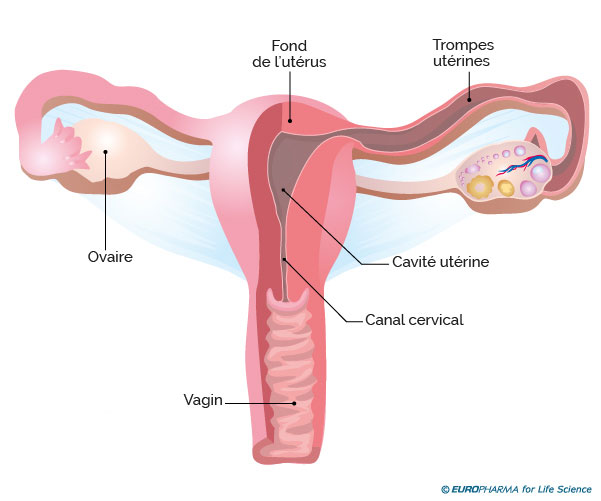 Fond
de l'utérus
Trompes
utérines
Ovaire
Cavité utérine
Canal cervical
Vagin
© EUROPHARMA for Life Science